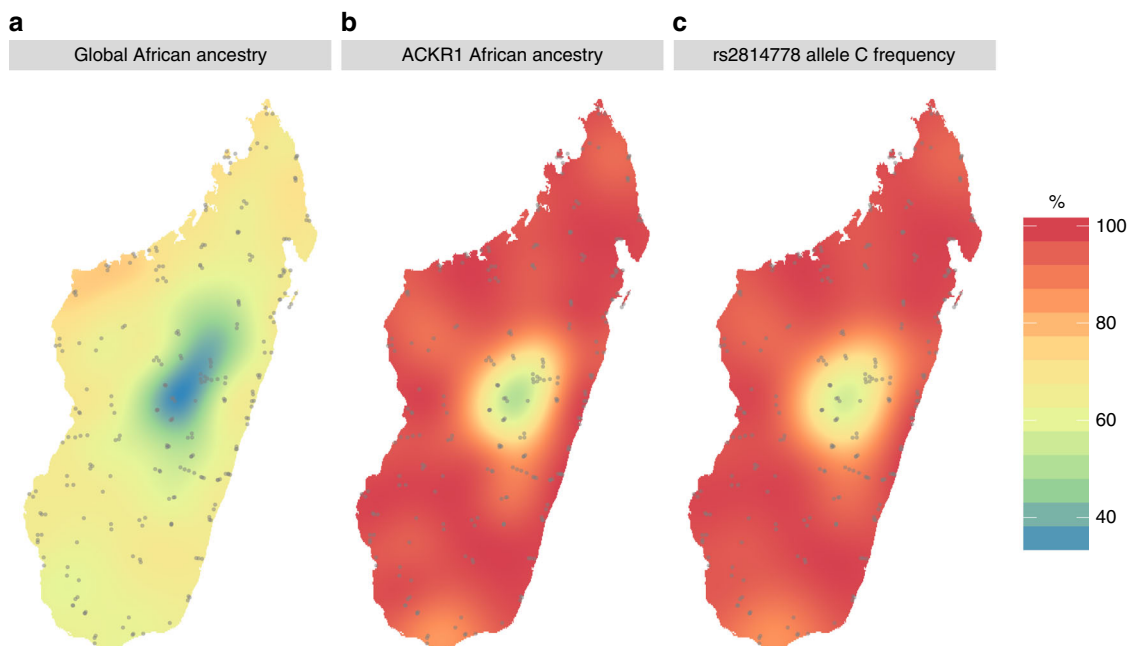 a
Global African ancestry
b
ACKR1 African ancestry
c
rs2814778 allele C frequency
%
100
80
60
40